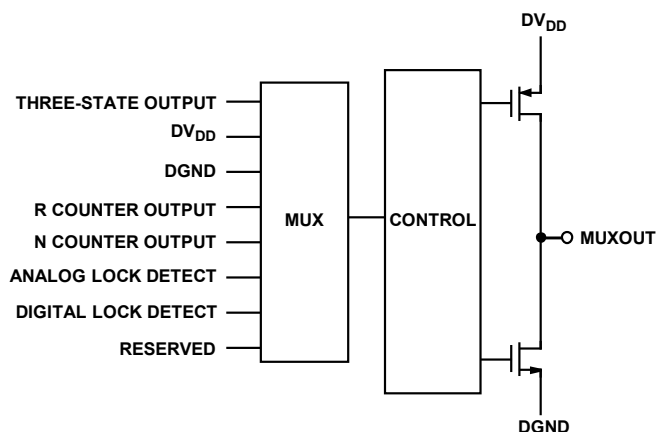 DVDD
THREE-STATE OUTPUT
DVDD
DGND
R COUNTER OUTPUT
N COUNTER OUTPUT
ANALOG LOCK DETECT
DIGITAL LOCK DETECT
RESERVED
MUX
CONTROL
MUXOUT
DGND